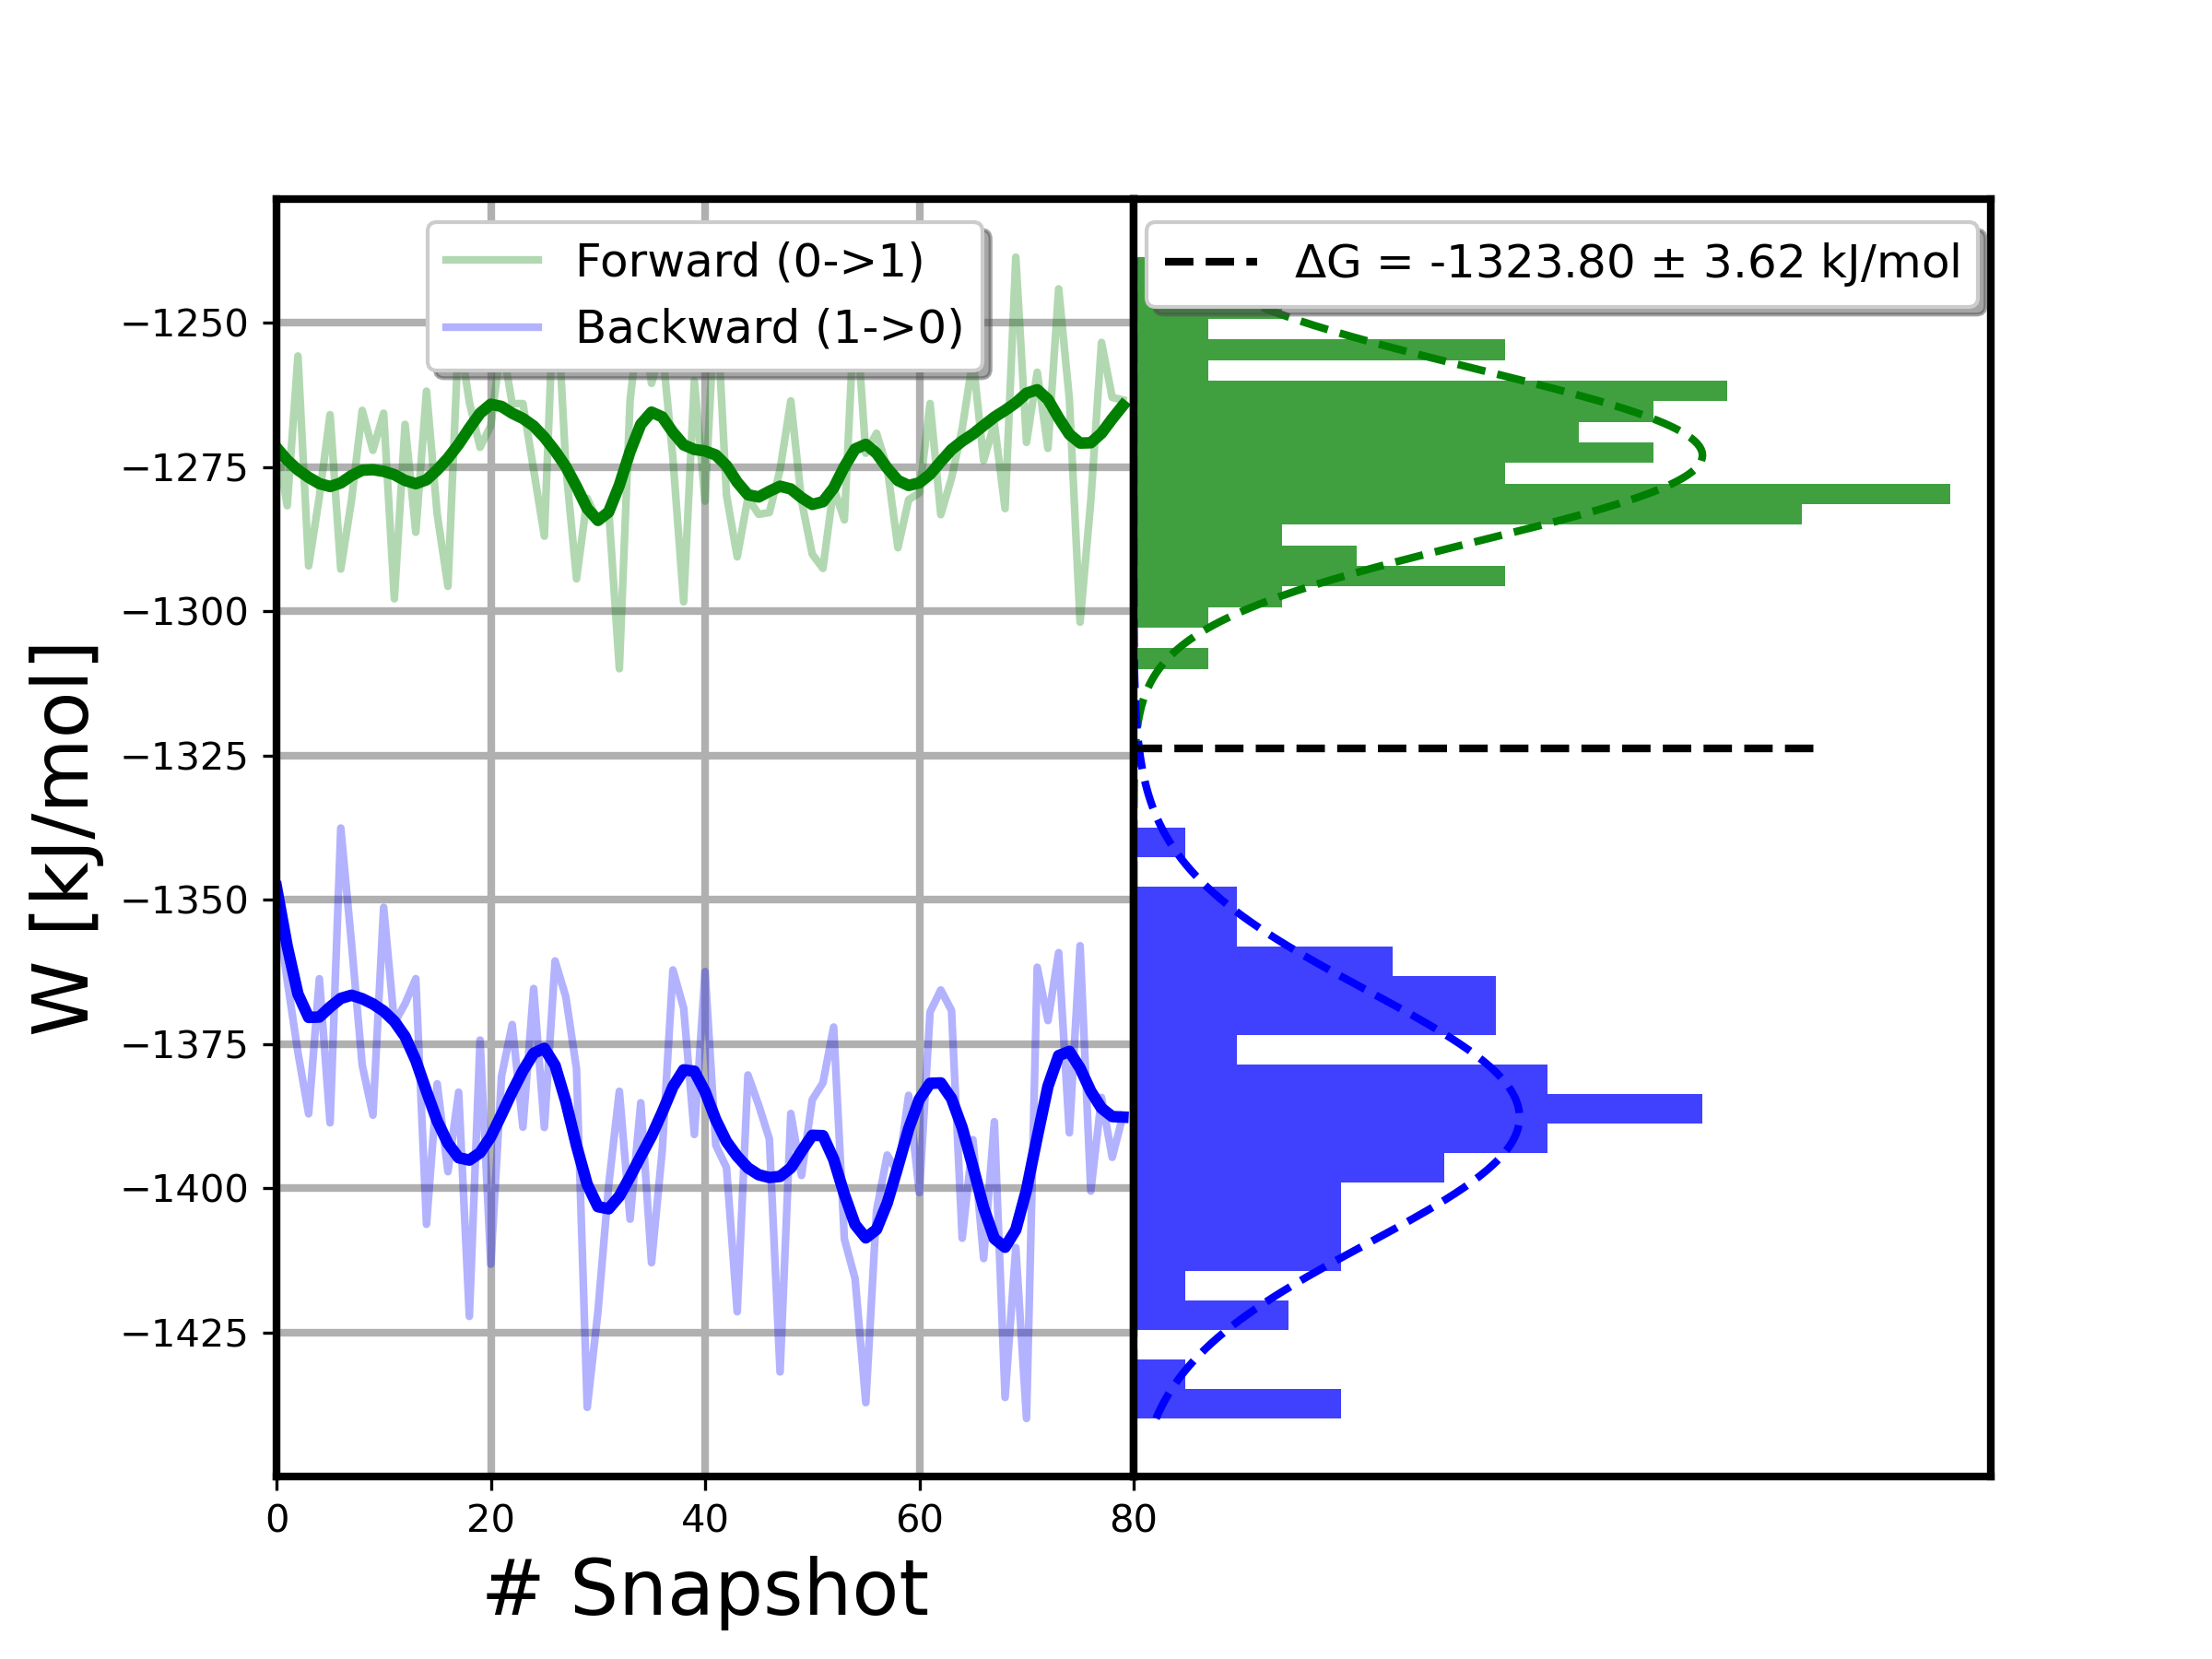 Forward (0->1)
Backward (1->0)
ΔG = -1323.80 ± 3.62 kJ/mol
W [kJ/mol]
−1250
−1275
−1300
−1325
−1350
−1375
−1400
−1425
0 20 40 60 80
# Snapshot